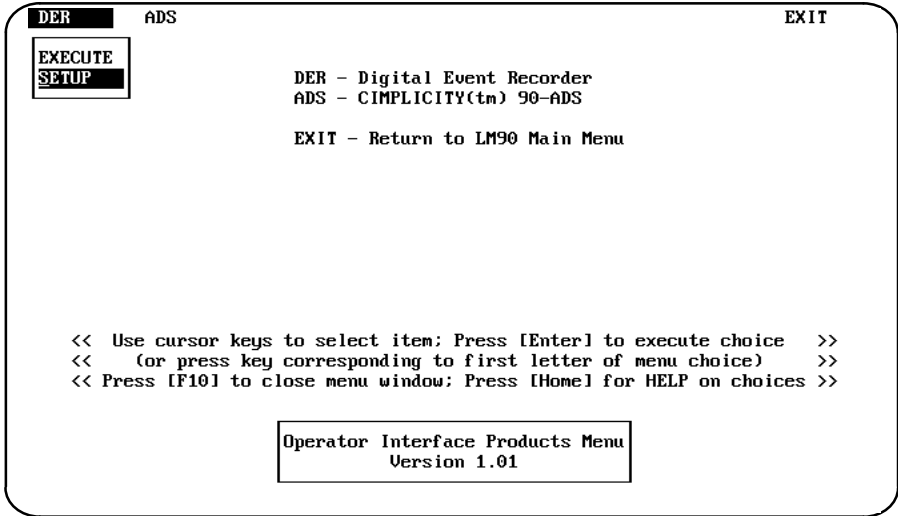 DER ADS EXIT
EXECUTE
SETUP
DER - Digital Event Recorder
ADS - CIMPLICITY(tm) 90-ADS
EXIT - Return to LM90 Main Menu
<< Use cursor keys to select item; Press [Enter] to execute choice >>
<< (or press key corresponding to first letter of menu choice) >>
<< Press [F10] to close menu window; Press [Home] for HELP on choices >>
Operator Interface Products Menu
Version 1.01